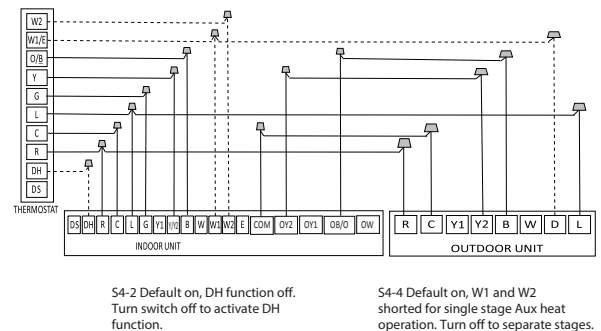 W2
W1/E
O/B
Y
G
L
C
R
DH
DS
THERMOSTAT
DS DH R C L G Y1 Y/Y2 B W W1 W2 E COM OY2 OY1 OB/O OW
INDOOR UNIT
R C Y1 Y2 B W D L
OUTDOOR UNIT
S4-2 Default on, DH function off.
Turn switch off to activate DH
function.
S4-4 Default on, W1 and W2
shorted for single stage Aux heat
operation. Turn off to separate stages.